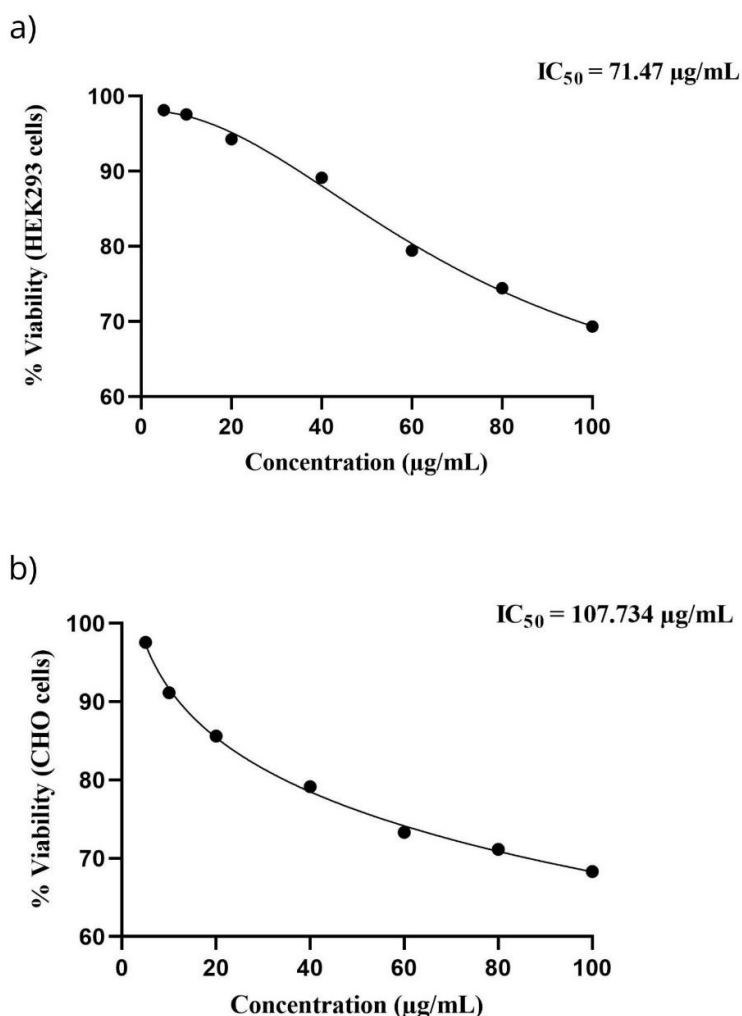 a)
IC50 = 71.47 µg/mL
% Viability (HEK293 cells)
100
90
80
70
60
0 20 40 60 80 100
Concentration (µg/mL)
b)
IC50 = 107.734 µg/mL
% Viability (CHO cells)
100
90
80
70
60
0 20 40 60 80 100
Concentration (µg/mL)